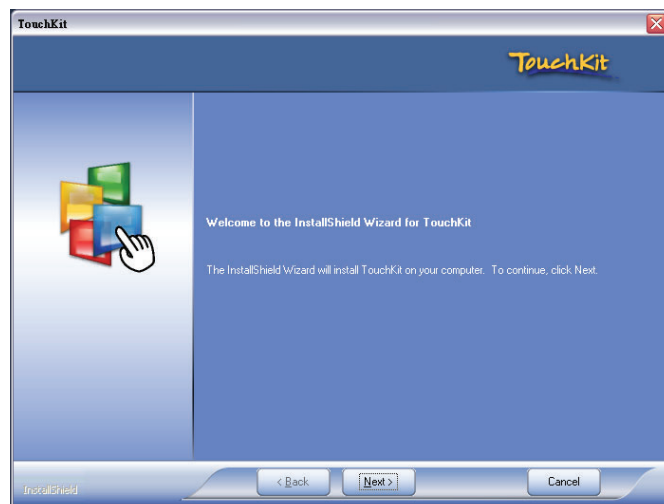 TouchKit
TouchKit
Welcome to the InstallShield Wizard for TouchKit
The InstallShield Wizard will install TouchKit on your computer. To continue, click Next.
InstallShield
< Back
Next >
Cancel